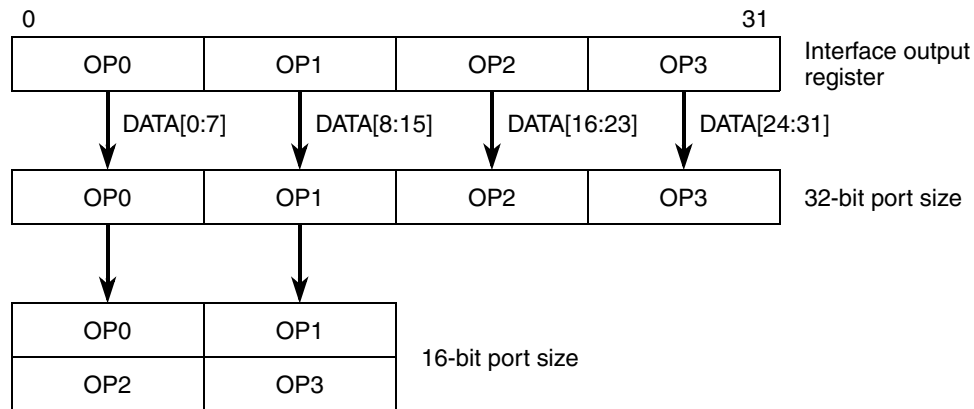 0 31
OP0 OP1 OP2 OP3 Interface output register
DATA[0:7] DATA[8:15] DATA[16:23] DATA[24:31]
OP0 OP1 OP2 OP3 32-bit port size
OP0 OP1
16-bit port size
OP2 OP3